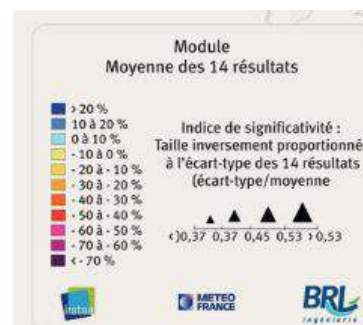 Module
Moyenne des 14 résultats
> 20 %
10 à 20 %
0 à 10 %
- 10 à 0 %
- 20 à - 10 %
- 30 à - 20 %
- 40 à - 30 %
- 50 à - 40 %
- 60 à - 50 %
- 70 à - 60 %
< - 70 %
Indice de significativité :
Taille inversement proportionné
à l'écart-type des 14 résultats
(écart-type/moyenne
<)0,37 0,37 0,45 0,53 >0,53
irstea
METEO
FRANCE
BRL
Ingénierie